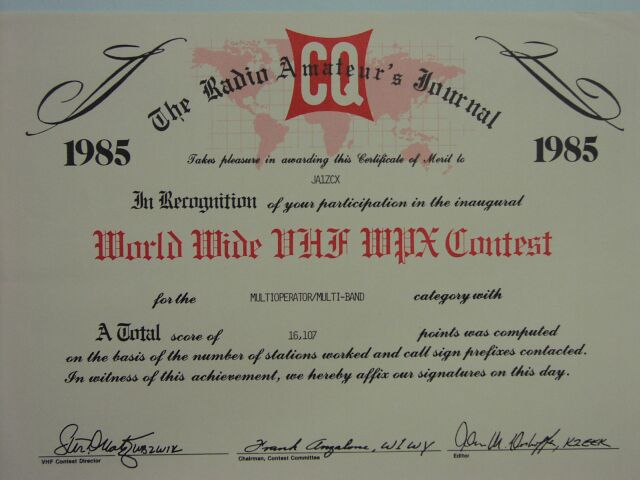 CQ
The Radio Amateur's Journal
1985 1985
Takes pleasure in awarding this Certificate of Merit to
JA1ZCX
In Recognition of your participation in the inaugural
World Wide VHF WPX Contest
for the MULTIOPERATOR/MULTI-BAND category with
A Total score of 16,107 points was computed
on the basis of the number of stations worked and call sign prefixes contacted.
In witness of this achievement, we hereby affix our signatures on this day.
WB2WIK Frank Anzalone, W1WY K2EEK
VHF Contest Director Chairman, Contest Committee Editor